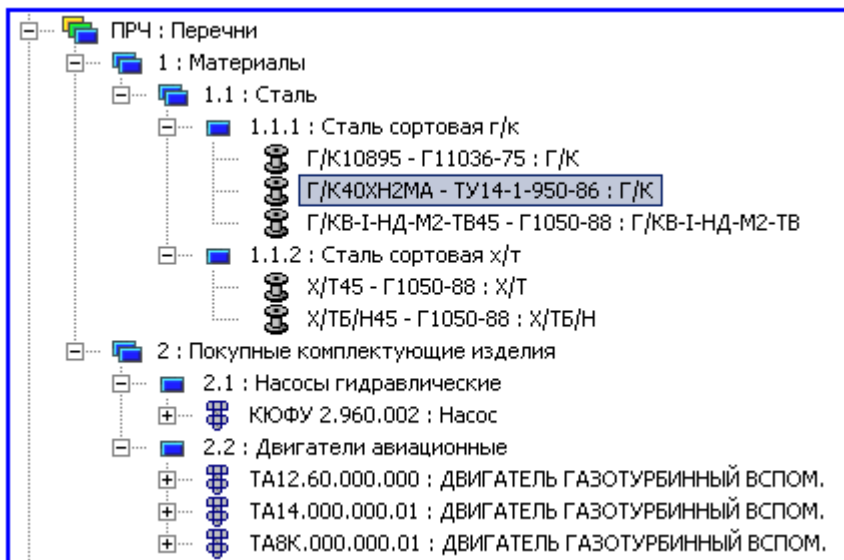 ПРЧ : Перечни
1 : Материалы
1.1 : Сталь
1.1.1 : Сталь сортовая г/к
Г/К10895 - Г11036-75 : Г/К
Г/К40ХН2МА - ТУ14-1-950-86 : Г/К
Г/КВ-I-НД-М2-ТВ45 - Г1050-88 : Г/КВ-I-НД-М2-ТВ
1.1.2 : Сталь сортовая х/т
Х/Т45 - Г1050-88 : Х/Т
Х/ТБ/Н45 - Г1050-88 : Х/ТБ/Н
2 : Покупные комплектующие изделия
2.1 : Насосы гидравлические
КЮФУ 2.960.002 : Насос
2.2 : Двигатели авиационные
ТА12.60.000.000 : ДВИГАТЕЛЬ ГАЗОТУРБИННЫЙ ВСПОМ.
ТА14.000.000.01 : ДВИГАТЕЛЬ ГАЗОТУРБИННЫЙ ВСПОМ.
ТА8К.000.000.01 : ДВИГАТЕЛЬ ГАЗОТУРБИННЫЙ ВСПОМ.